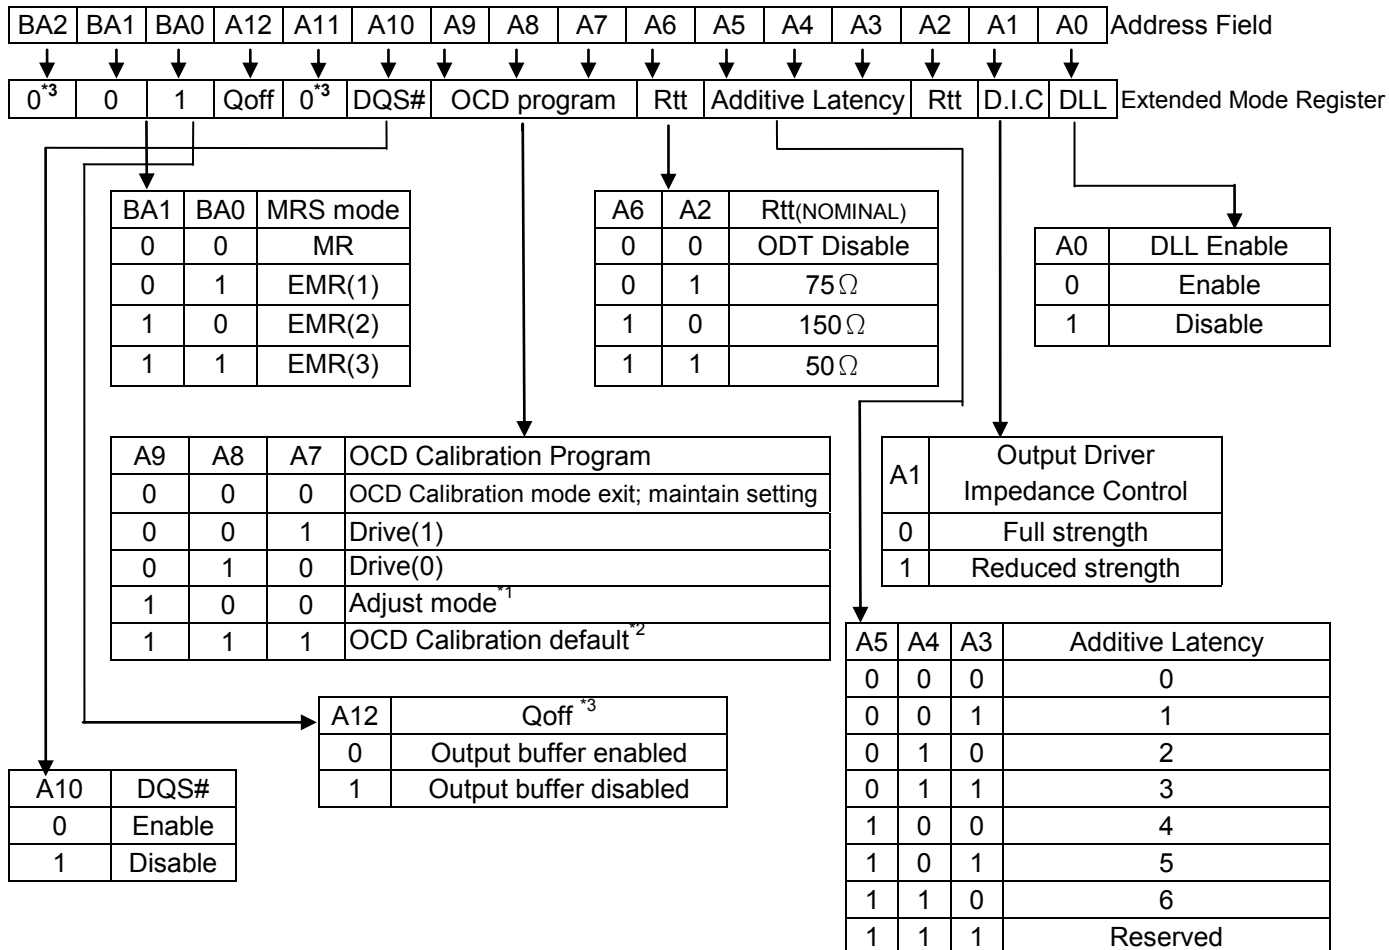 BA2 BA1 BA0 A12 A11 A10 A9 A8 A7 A6 A5 A4 A3 A2 A1 A0 Address Field
0*3 0 1 Qoff 0*3 DQS# OCD program Rtt Additive Latency Rtt D.I.C DLL Extended Mode Register
BA1 BA0 MRS mode
0 0 MR
0 1 EMR(1)
1 0 EMR(2)
1 1 EMR(3)
A6 A2 Rtt(NOMINAL)
0 0 ODT Disable
0 1 75Ω
1 0 150Ω
1 1 50Ω
A0 DLL Enable
0 Enable
1 Disable
A9 A8 A7 OCD Calibration Program
0 0 0 OCD Calibration mode exit; maintain setting
0 0 1 Drive(1)
0 1 0 Drive(0)
1 0 0 Adjust mode*1
1 1 1 OCD Calibration default*2
A1 Output Driver
Impedance Control
0 Full strength
1 Reduced strength
A5 A4 A3 Additive Latency
0 0 0 0
0 0 1 1
0 1 0 2
0 1 1 3
1 0 0 4
1 0 1 5
1 1 0 6
1 1 1 Reserved
A12 Qoff *3
0 Output buffer enabled
1 Output buffer disabled
A10 DQS#
0 Enable
1 Disable